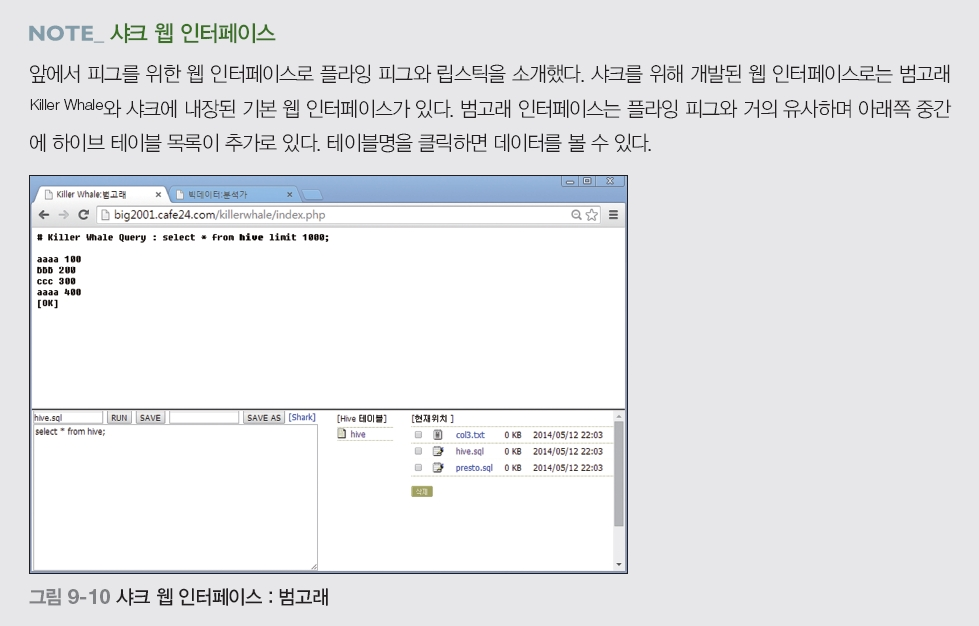 NOTE_ 샤크 웹 인터페이스
앞에서 피그를 위한 웹 인터페이스로 플라잉 피그와 립스틱을 소개했다. 샤크를 위해 개발된 웹 인터페이스로는 범고래
Killer Whale와 샤크에 내장된 기본 웹 인터페이스가 있다. 범고래 인터페이스는 플라잉 피그와 거의 유사하며 아래쪽 중간
에 하이브 테이블 목록이 추가로 있다. 테이블명을 클릭하면 데이터를 볼 수 있다.
Killer Whale:범고래 빅데이터:분석가
big2001.cafe24.com/killerwhale/index.php
# Killer Whale Query : select * from hive limit 1000;
aaaa 100
bbb 200
ccc 300
aaaa 400
[OK]
hive.sql RUN SAVE SAVE AS [Shark] [Hive 테이블] [현재위치 ]
select * from hive; hive col3.txt 0 KB 2014/05/12 22:03
hive.sql 0 KB 2014/05/12 22:03
presto.sql 0 KB 2014/05/12 22:03
삭제
그림 9-10 샤크 웹 인터페이스 : 범고래